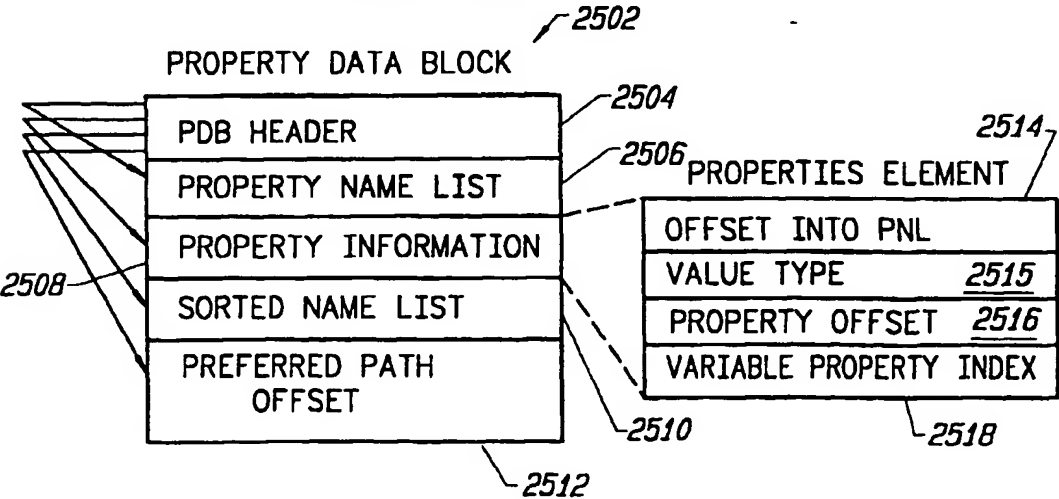 2502
PROPERTY DATA BLOCK
2504
PDB HEADER
2506
PROPERTY NAME LIST
PROPERTY INFORMATION
2508
SORTED NAME LIST
PREFERRED PATH
OFFSET
2510
2512
2514
PROPERTIES ELEMENT
OFFSET INTO PNL
VALUE TYPE 2515
PROPERTY OFFSET 2516
VARIABLE PROPERTY INDEX
2518